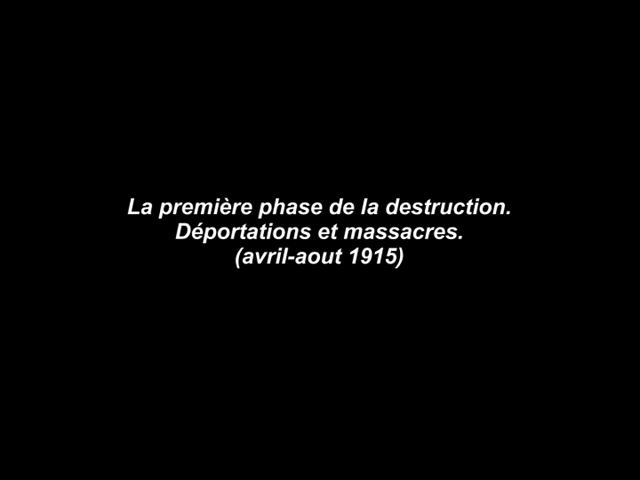 La première phase de la destruction.
Déportations et massacres.
(avril-aout 1915)